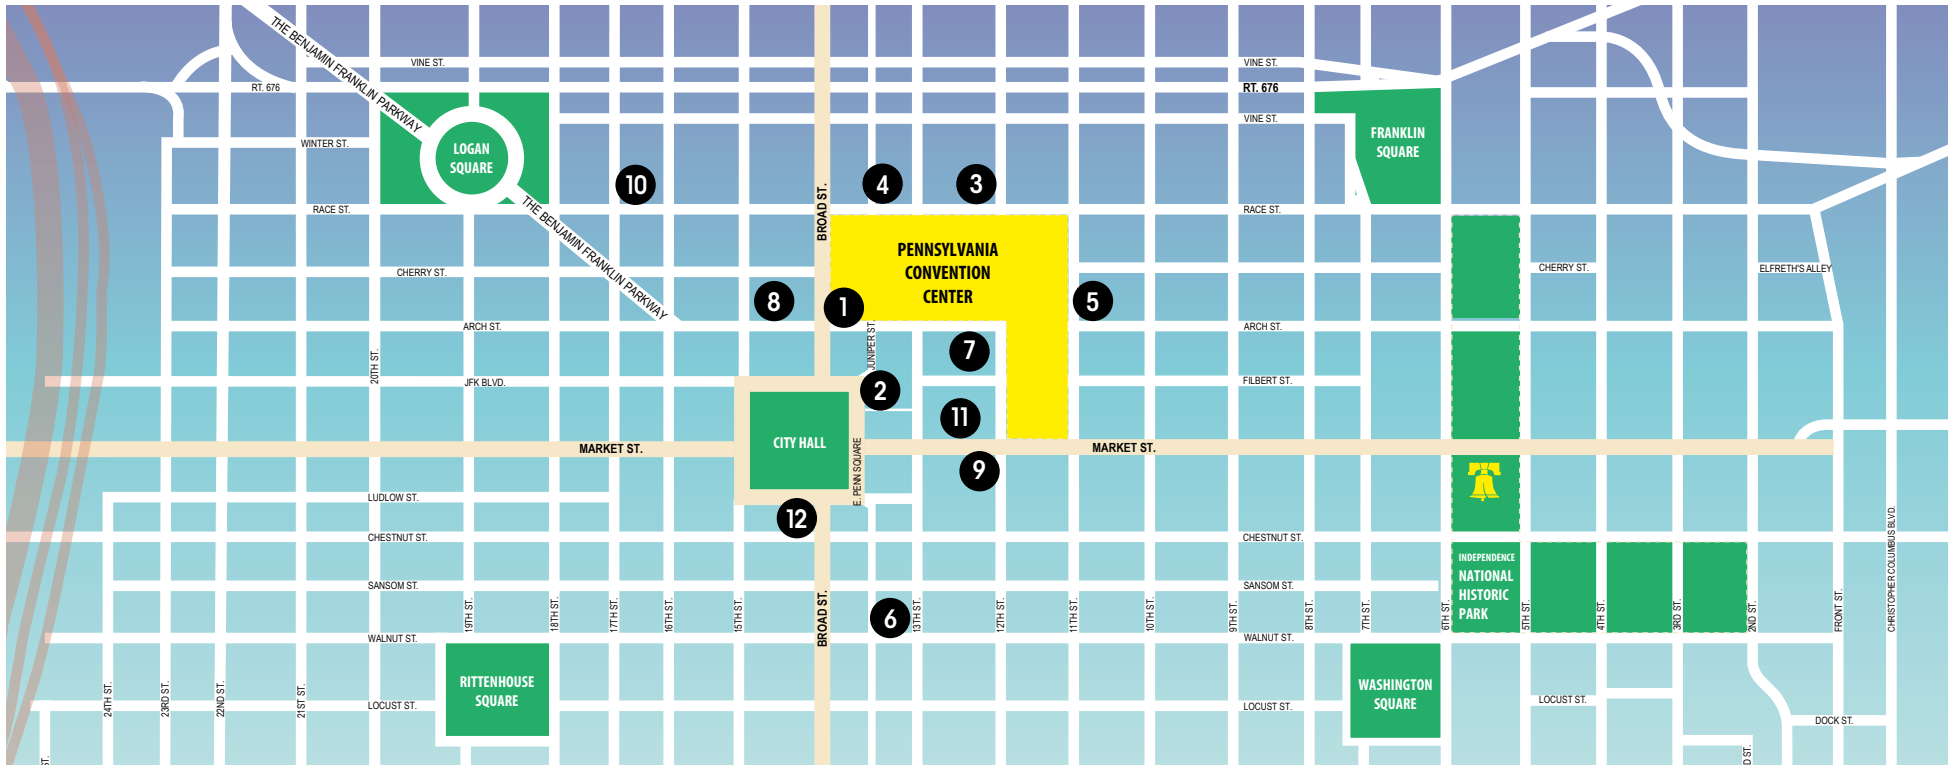 THE BENJAMIN FRANKLIN PARKWAY
VINE ST.
VINE ST.
RT. 676
RT. 676
VINE ST.
WINTER ST.
LOGAN
SQUARE
FRANKLIN
SQUARE
10
4
3
RACE ST.
THE BENJAMIN FRANKLIN PARKWAY
BROAD ST.
RACE ST.
PENNSYLVANIA
CONVENTION
CENTER
CHERRY ST.
CHERRY ST.
ELFRETH'S ALLEY
8
1
5
ARCH ST.
JUNIPER ST.
ARCH ST.
7
20TH ST.
JFK BLVD.
2
FILBERT ST.
11
CITY HALL
MARKET ST.
MARKET ST.
E. PENN SQUARE
9
LUDLOW ST.
12
CHESTNUT ST.
CHESTNUT ST.
CHRISTOPHER COLUMBUS BLVD.
INDEPENDENCE
NATIONAL
HISTORIC
PARK
SANSOM ST.
SANSOM ST.
19TH ST.
18TH ST.
17TH ST.
16TH ST.
15TH ST.
BROAD ST.
6
13TH ST.
12TH ST.
11TH ST.
10TH ST.
9TH ST.
8TH ST.
7TH ST.
6TH ST.
5TH ST.
4TH ST.
3RD ST.
2ND ST.
FRONT ST.
WALNUT ST.
WALNUT ST.
24TH ST.
23RD ST.
22ND ST.
21ST ST.
RITTENHOUSE
SQUARE
WASHINGTON
SQUARE
LOCUST ST.
LOCUST ST.
LOCUST ST.
DOCK ST.
ST.
D ST.